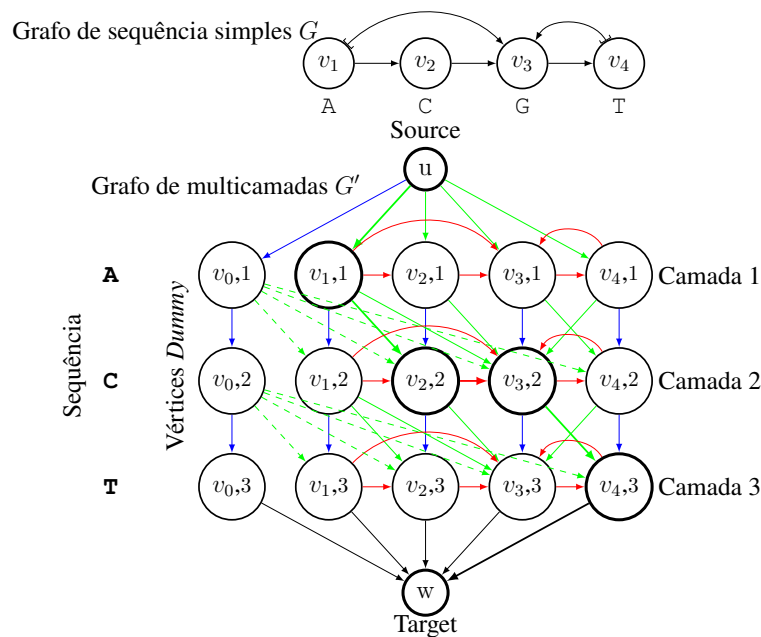 Grafo de sequência simples G
v1 v2 v3 v4
A C G T
Source
u
Grafo de multicamadas G′
A v0,1 v1,1 v2,1 v3,1 v4,1 Camada 1
Sequência
Vértices Dummy
C v0,2 v1,2 v2,2 v3,2 v4,2 Camada 2
T v0,3 v1,3 v2,3 v3,3 v4,3 Camada 3
w
Target